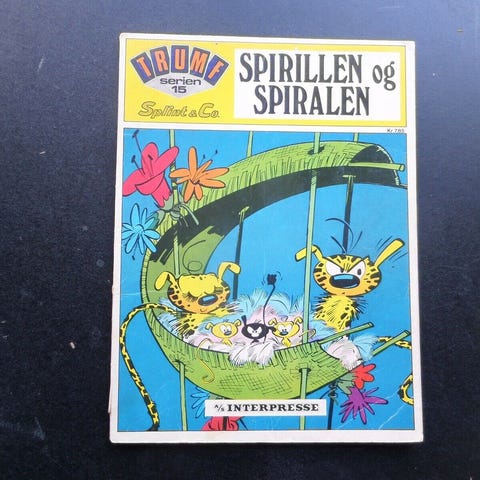 TRUMF
serien
15
Splint & Co.
SPIRILLEN og
SPIRALEN
Kr. 7.85
A/S INTERPRESSE